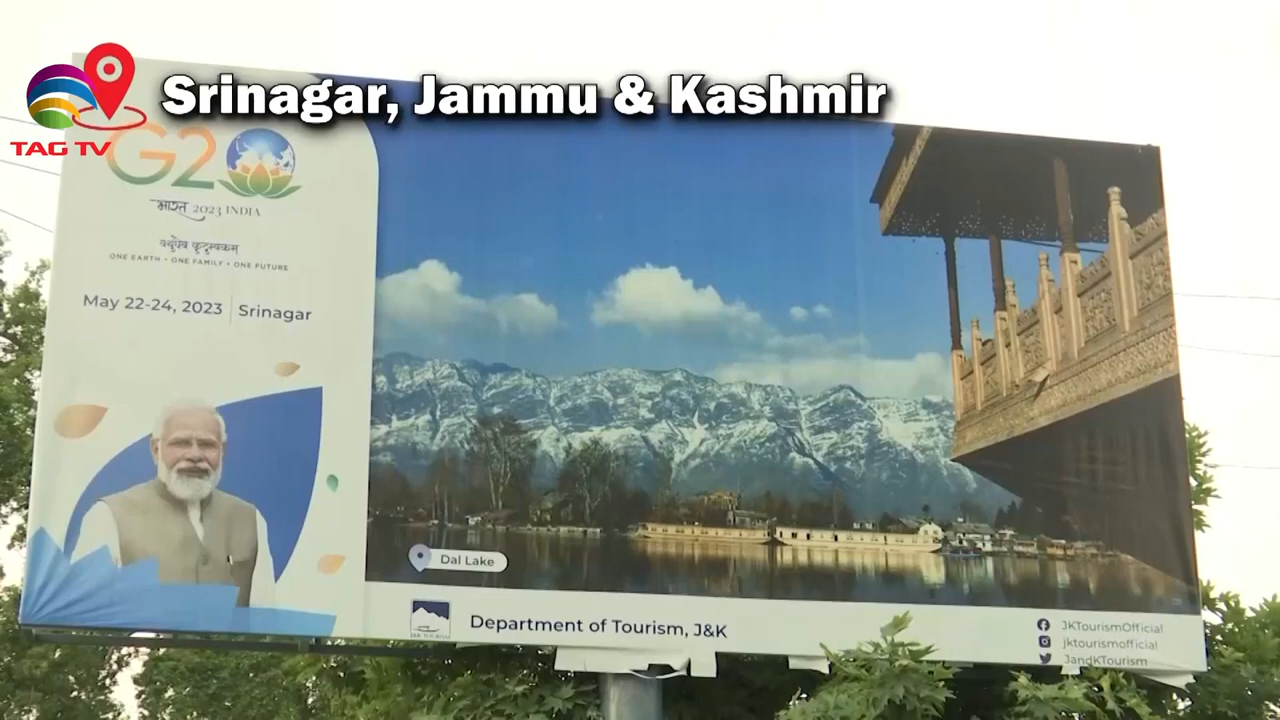 Srinagar, Jammu & Kashmir
TAG TV
G20
भारत 2023 INDIA
वसुधैव कुटुम्बकम्
ONE EARTH • ONE FAMILY • ONE FUTURE
May 22-24, 2023 | Srinagar
Dal Lake
J&K TOURISM
Department of Tourism, J&K
JKTourismOfficial
jktourismofficial
JandKTourism